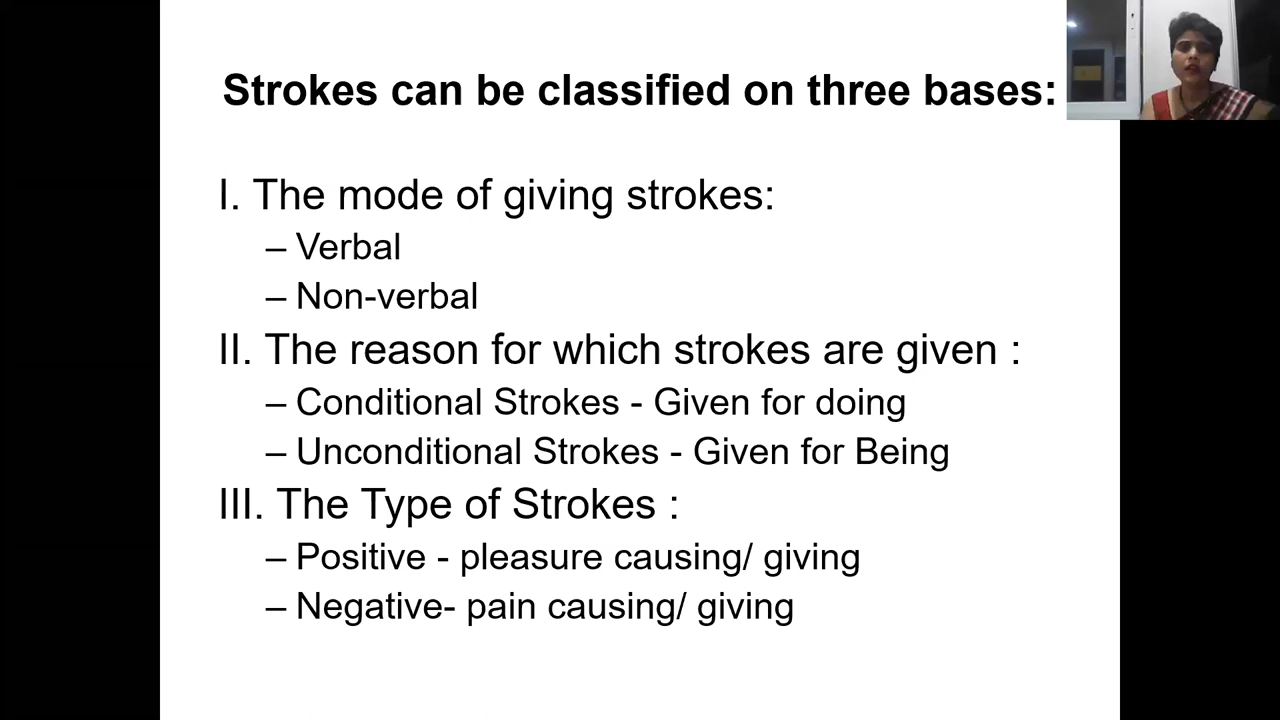 Strokes can be classified on three bases:
I. The mode of giving strokes:
– Verbal
– Non-verbal
II. The reason for which strokes are given :
– Conditional Strokes - Given for doing
– Unconditional Strokes - Given for Being
III. The Type of Strokes :
– Positive - pleasure causing/ giving
– Negative- pain causing/ giving